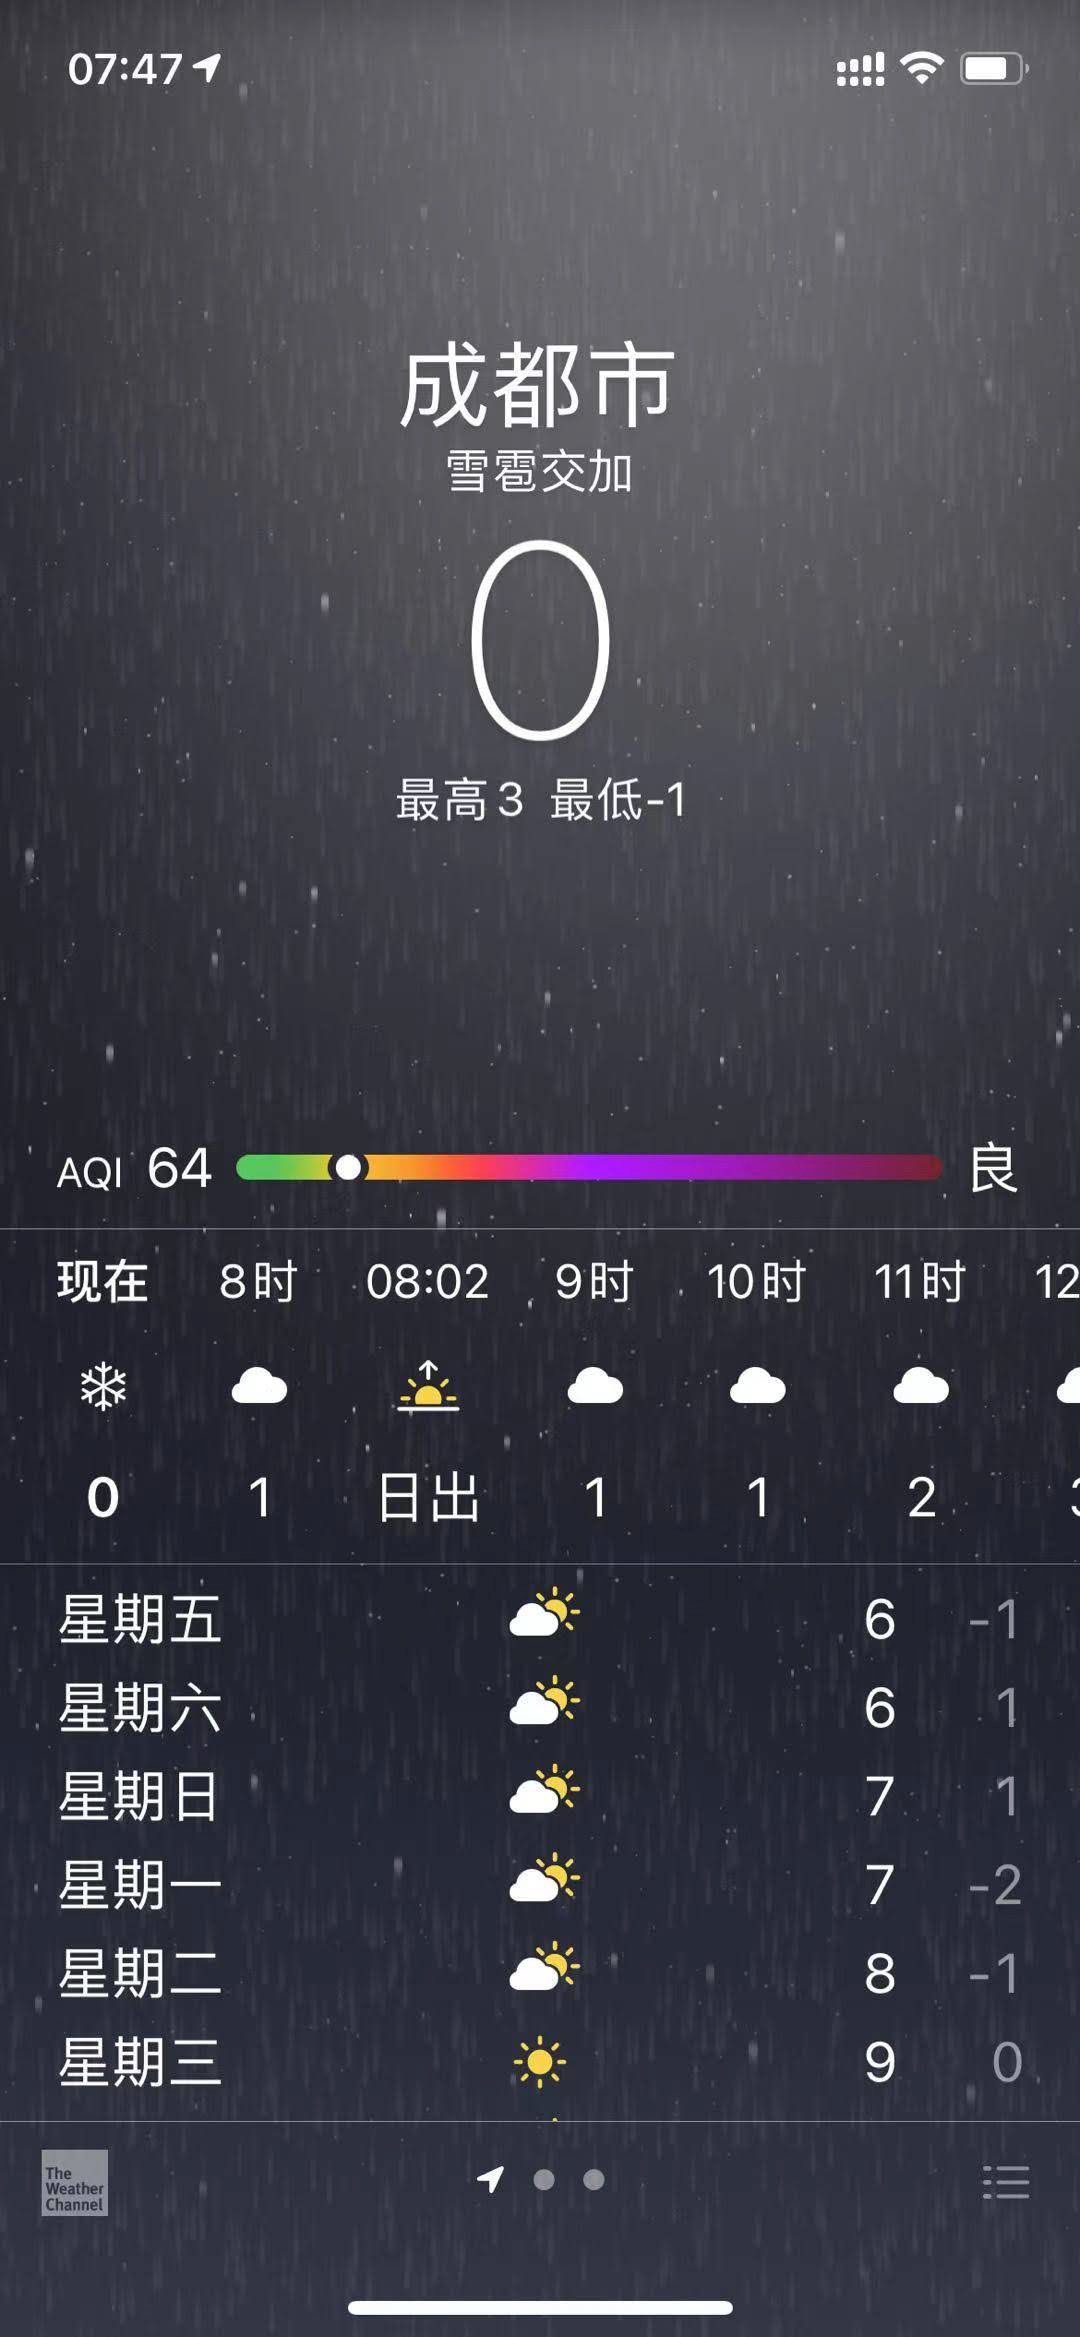 07:47
成都市
雪雹交加
0
最高3 最低-1
AQI 64 良
现在 8时 08:02 9时 10时 11时 12
0 1 日出 1 1 2
星期五 6 -1
星期六 6 1
星期日 7 1
星期一 7 -2
星期二 8 -1
星期三 9 0
The
Weather
Channel